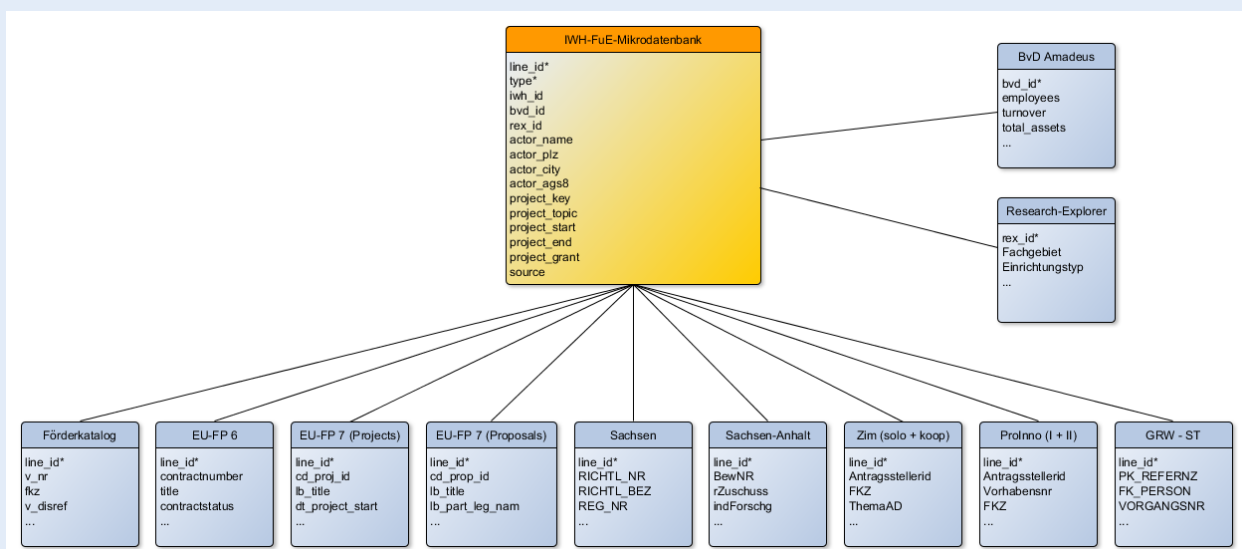 IWH-FuE-Mikrodatenbank
line_id*
type*
iwh_id
bvd_id
rex_id
actor_name
actor_plz
actor_city
actor_ags8
project_key
project_topic
project_start
project_end
project_grant
source
BvD Amadeus
bvd_id*
employees
turnover
total_assets
...
Research-Explorer
rex_id*
Fachgebiet
Einrichtungstyp
...
Förderkatalog
line_id*
v_nr
fkz
v_disref
...
EU-FP 6
line_id*
contractnumber
title
contractstatus
...
EU-FP 7 (Projects)
line_id*
cd_proj_id
lb_title
dt_project_start
...
EU-FP 7 (Proposals)
line_id*
cd_prop_id
lb_title
lb_part_leg_nam
...
Sachsen
line_id*
RICHTL_NR
RICHTL_BEZ
REG_NR
...
Sachsen-Anhalt
line_id*
BewNR
rZuschuss
indForschg
...
Zim (solo + koop)
line_id*
Antragsstellerid
FKZ
ThemaAD
...
ProInno (I + II)
line_id*
Antragsstellerid
Vorhabensnr
FKZ
...
GRW - ST
line_id*
PK_REFERNZ
FK_PERSON
VORGANGSNR
...